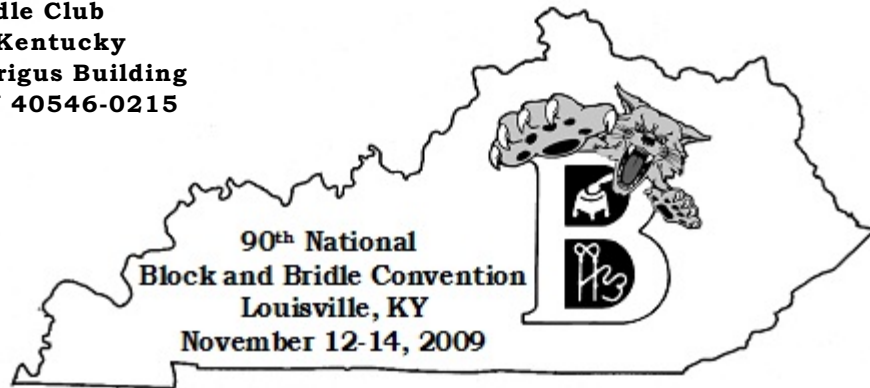 dle Club
Kentucky
rigus Building
40546-0215
90th National
Block and Bridle Convention
Louisville, KY
November 12-14, 2009
B